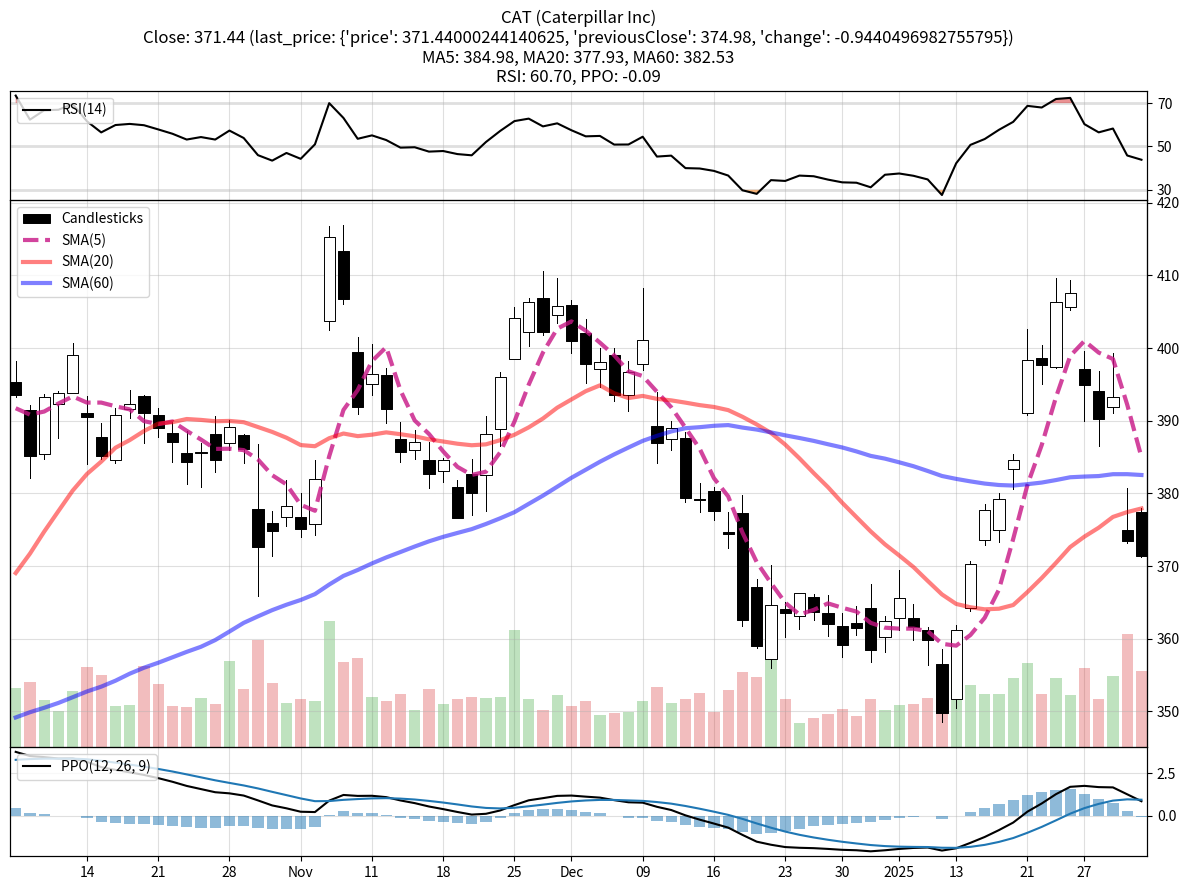 CAT (Caterpillar Inc)
Close: 371.44 (last_price: {'price': 371.44000244140625, 'previousClose': 374.98, 'change': -0.9440496982755795})
MA5: 384.98, MA20: 377.93, MA60: 382.53
RSI: 60.70, PPO: -0.09
RSI(14)
70
50
30
Candlesticks
SMA(5)
SMA(20)
SMA(60)
420
410
400
390
380
370
360
350
PPO(12, 26, 9)
2.5
0.0
14 21 28 Nov 11 18 25 Dec 09 16 23 30 2025 13 21 27